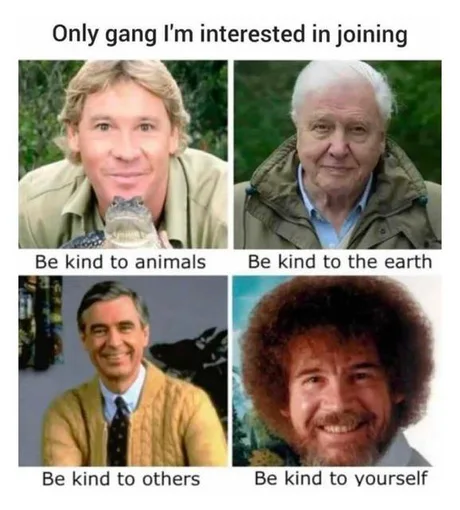 Only gang I'm interested in joining
Be kind to animals
Be kind to the earth
Be kind to others
Be kind to yourself